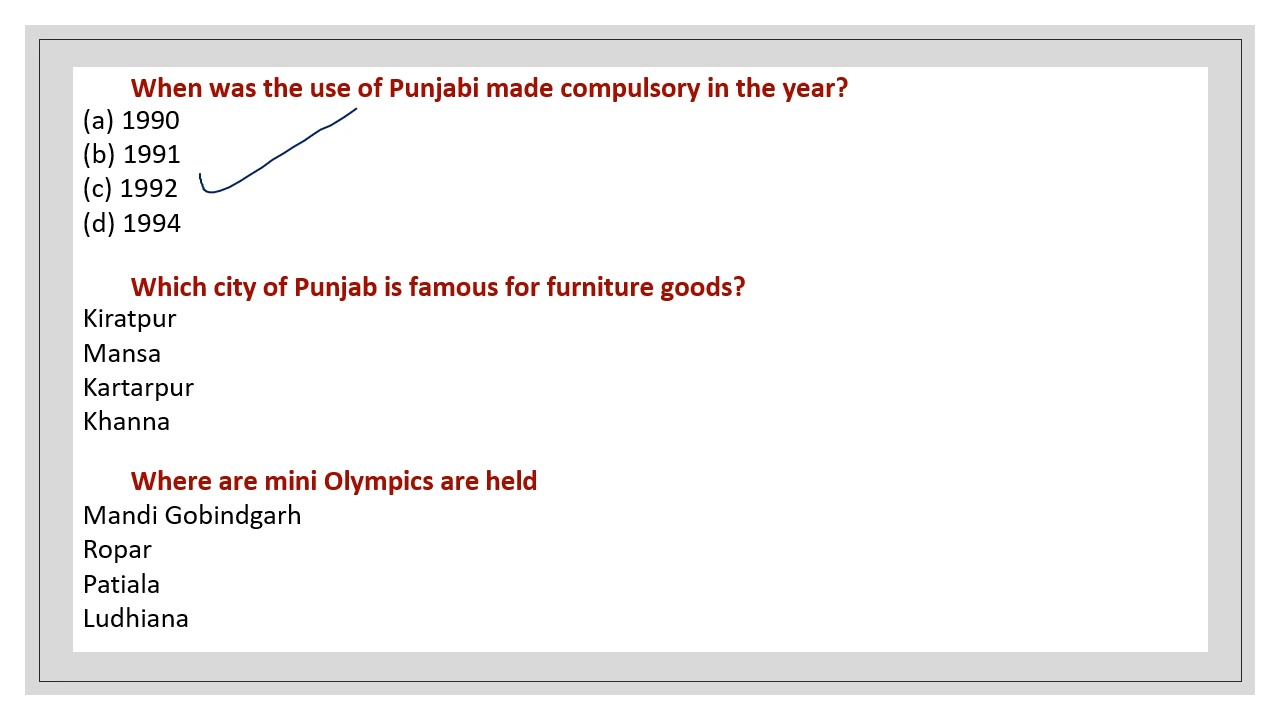 When was the use of Punjabi made compulsory in the year?
(a) 1990
(b) 1991
(c) 1992
(d) 1994
Which city of Punjab is famous for furniture goods?
Kiratpur
Mansa
Kartarpur
Khanna
Where are mini Olympics are held
Mandi Gobindgarh
Ropar
Patiala
Ludhiana